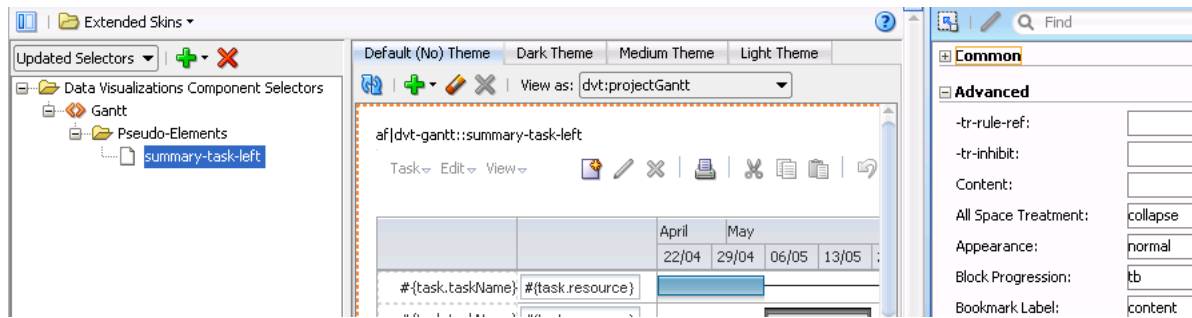 Extended Skins
Updated Selectors
Data Visualizations Component Selectors
Gantt
Pseudo-Elements
summary-task-left
Default (No) Theme Dark Theme Medium Theme Light Theme
View as: dvt:projectGantt
af|dvt-gantt::summary-task-left
Task Edit View
April May
22/04 29/04 06/05 13/05
#{task.taskName} #{task.resource}
Find
Common
Advanced
-tr-rule-ref:
-tr-inhibit:
Content:
All Space Treatment: collapse
Appearance: normal
Block Progression: tb
Bookmark Label: content